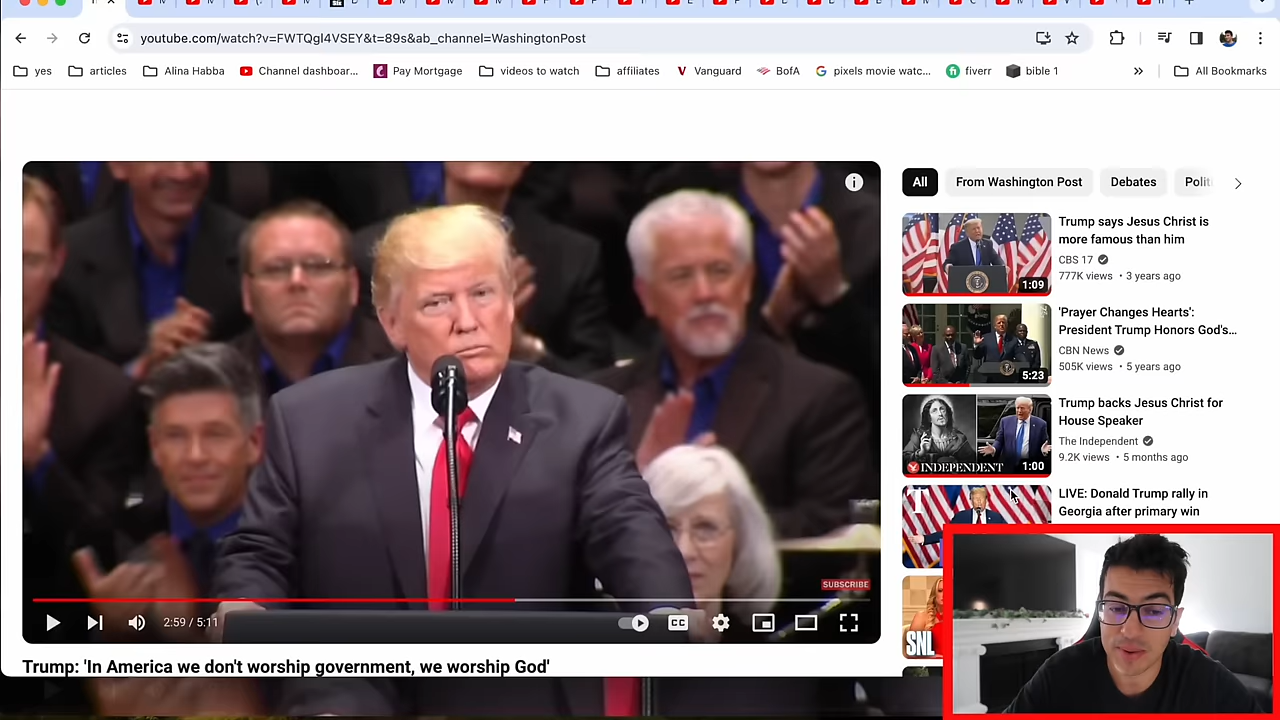 youtube.com/watch?v=FWTQgI4VSEY&t=89s&ab_channel=WashingtonPost
yes articles Alina Habba Channel dashboar... Pay Mortgage videos to watch affiliates Vanguard BofA pixels movie watc... fiverr bible 1 » All Bookmarks
All From Washington Post Debates Politi
Trump says Jesus Christ is
more famous than him
CBS 17
777K views • 3 years ago
1:09
'Prayer Changes Hearts':
President Trump Honors God's...
CBN News
505K views • 5 years ago
5:23
Trump backs Jesus Christ for
House Speaker
The Independent
9.2K views • 5 months ago
INDEPENDENT 1:00
LIVE: Donald Trump rally in
Georgia after primary win
SNL
SUBSCRIBE
2:59 / 5:11
CC
Trump: 'In America we don't worship government, we worship God'